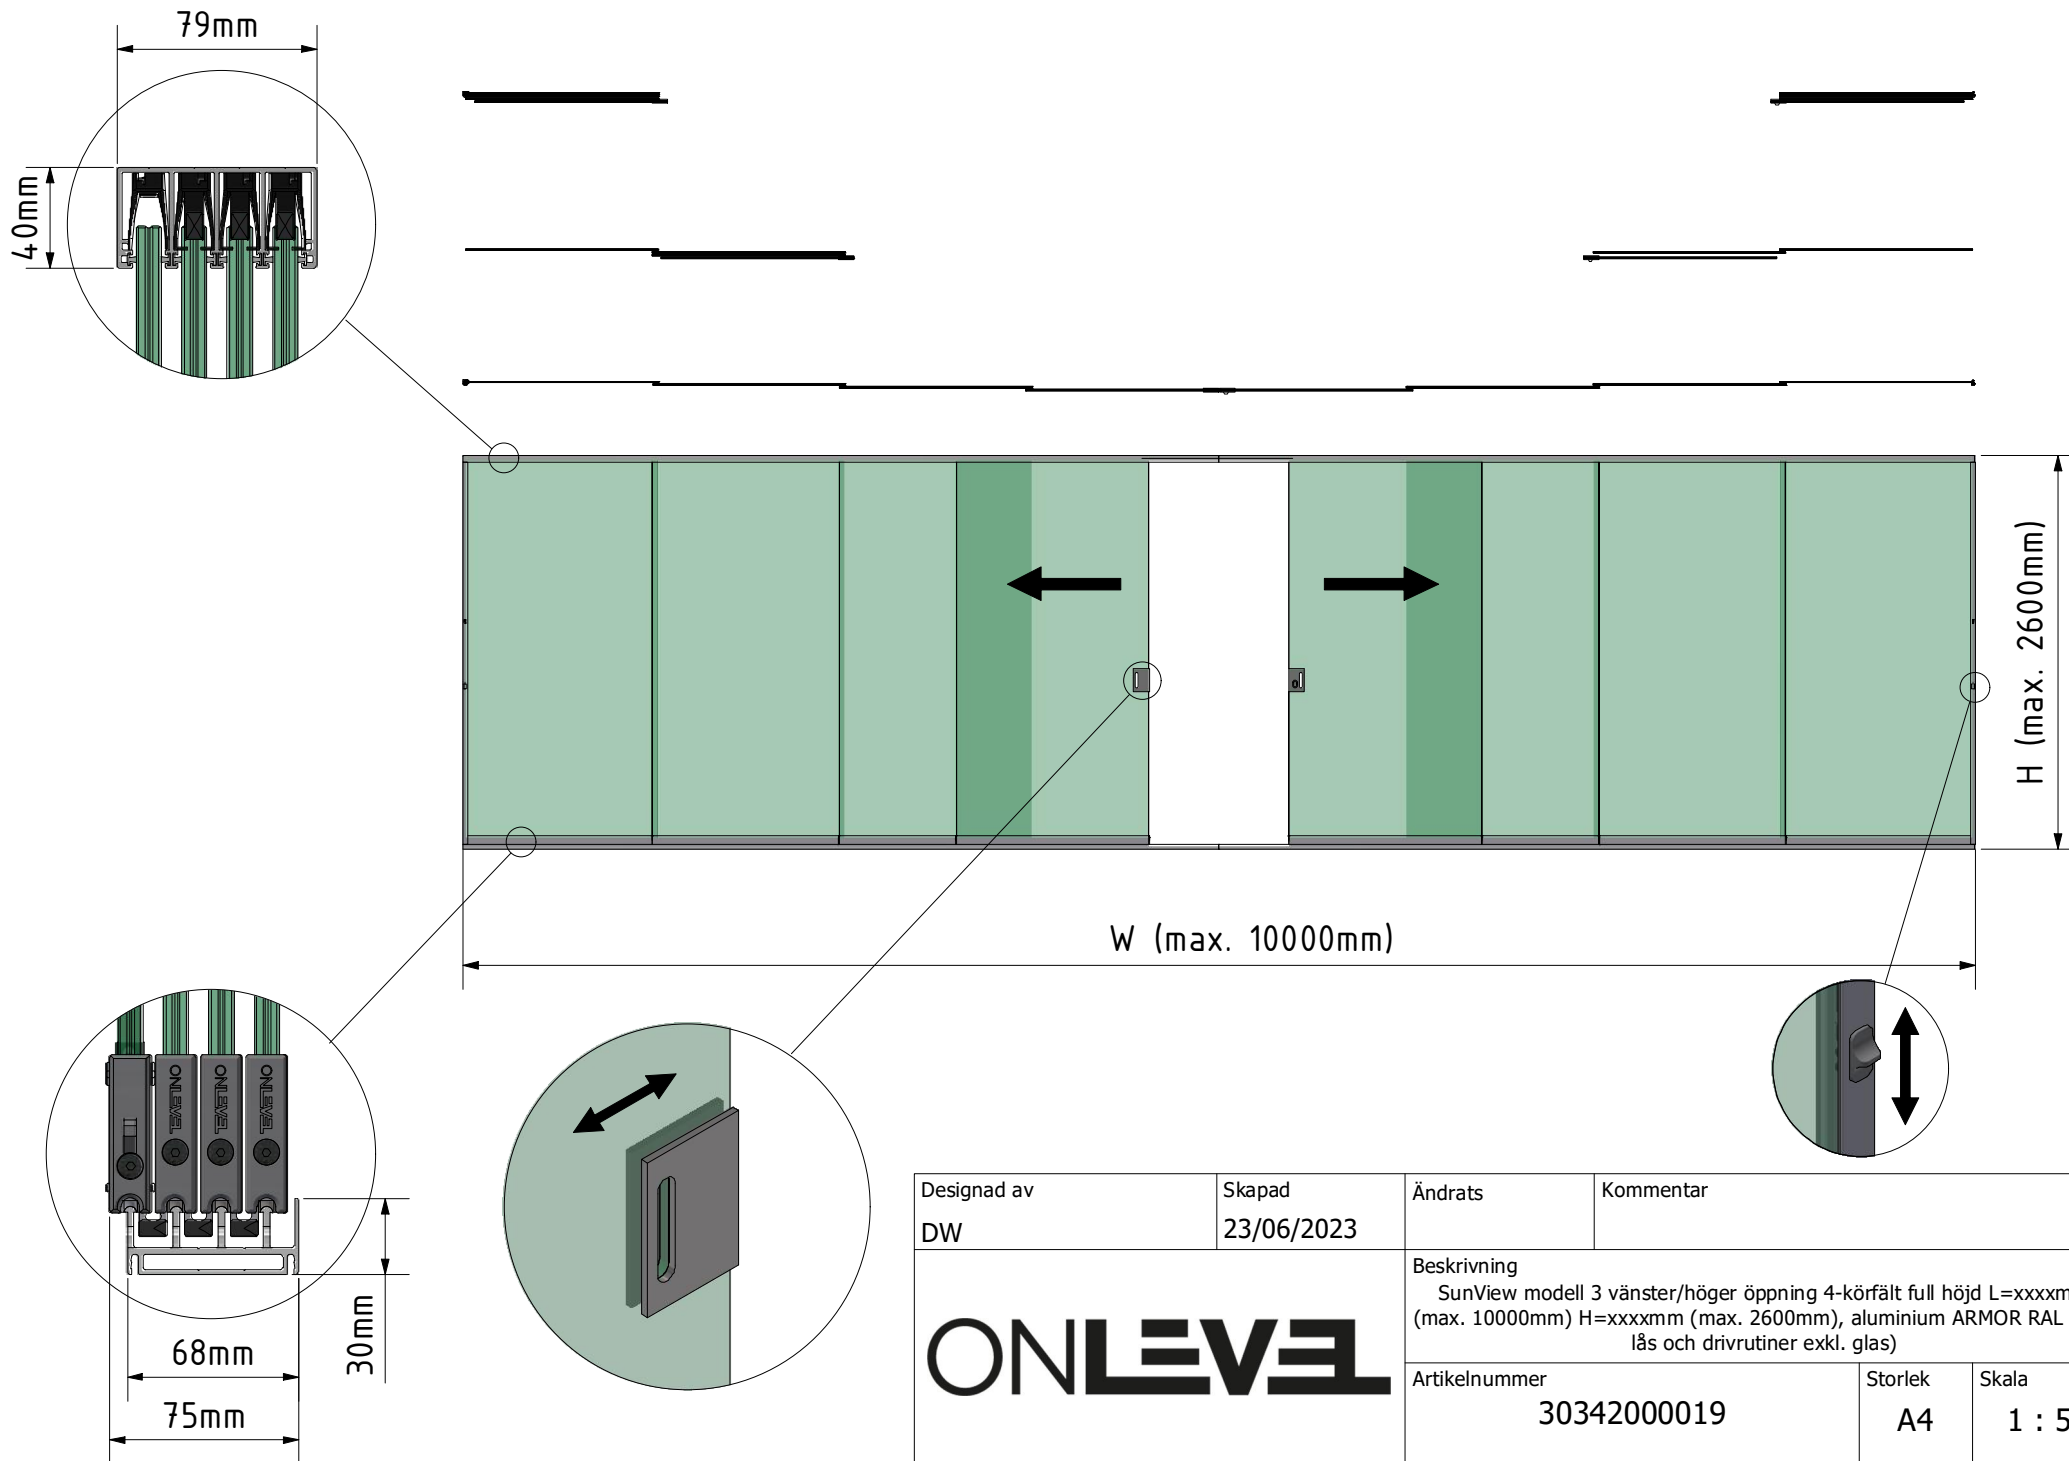 79mm
40mm
H (max. 2600mm)
W (max. 10000mm)
ONLEVEL
ONLEVEL
ONLEVEL
30mm
68mm
75mm
Designad av
DW
Skapad
23/06/2023
Ändrats
Kommentar
ONLEVEL
Beskrivning
SunView modell 3 vänster/höger öppning 4-körfält full höjd L=xxxxm
(max. 10000mm) H=xxxxmm (max. 2600mm), aluminium ARMOR RAL
lås och drivrutiner exkl. glas)
Artikelnummer
30342000019
Storlek
A4
Skala
1 : 5